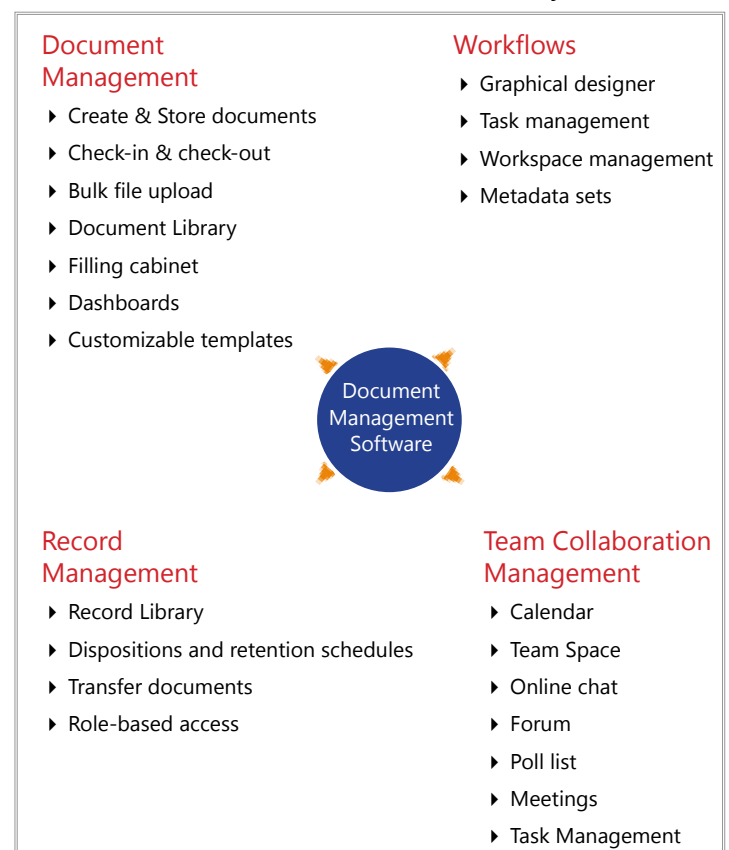 Document
Management
Create & Store documents
Check-in & check-out
Bulk file upload
Document Library
Filling cabinet
Dashboards
Customizable templates
Workflows
Graphical designer
Task management
Workspace management
Metadata sets
Document
Management
Software
Record
Management
Record Library
Dispositions and retention schedules
Transfer documents
Role-based access
Team Collaboration
Management
Calendar
Team Space
Online chat
Forum
Poll list
Meetings
Task Management